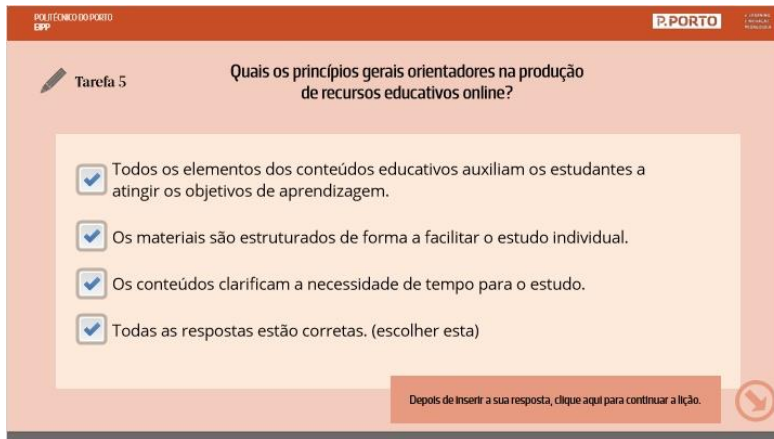 POLITÉCNICO DO PORTO
EIPP
P.PORTO
Tarefa 5
Quais os princípios gerais orientadores na produção
de recursos educativos online?
Todos os elementos dos conteúdos educativos auxiliam os estudantes a
atingir os objetivos de aprendizagem.
Os materiais são estruturados de forma a facilitar o estudo individual.
Os conteúdos clarificam a necessidade de tempo para o estudo.
Todas as respostas estão corretas. (escolher esta)
Depois de inserir a sua resposta, clique aqui para continuar a lição.